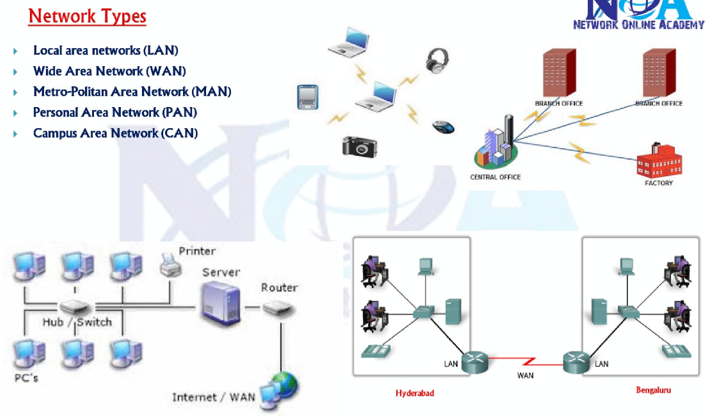 Network Types
NETWORK ONLINE ACADEMY
Local area networks (LAN)
Wide Area Network (WAN)
Metro-Politan Area Network (MAN)
Personal Area Network (PAN)
Campus Area Network (CAN)
BRANCH OFFICE
BRANCH OFFICE
CENTRAL OFFICE
FACTORY
Printer
Server
Router
Hub / Switch
PC's
Internet / WAN
LAN
WAN
LAN
Hyderabad
Bengaluru